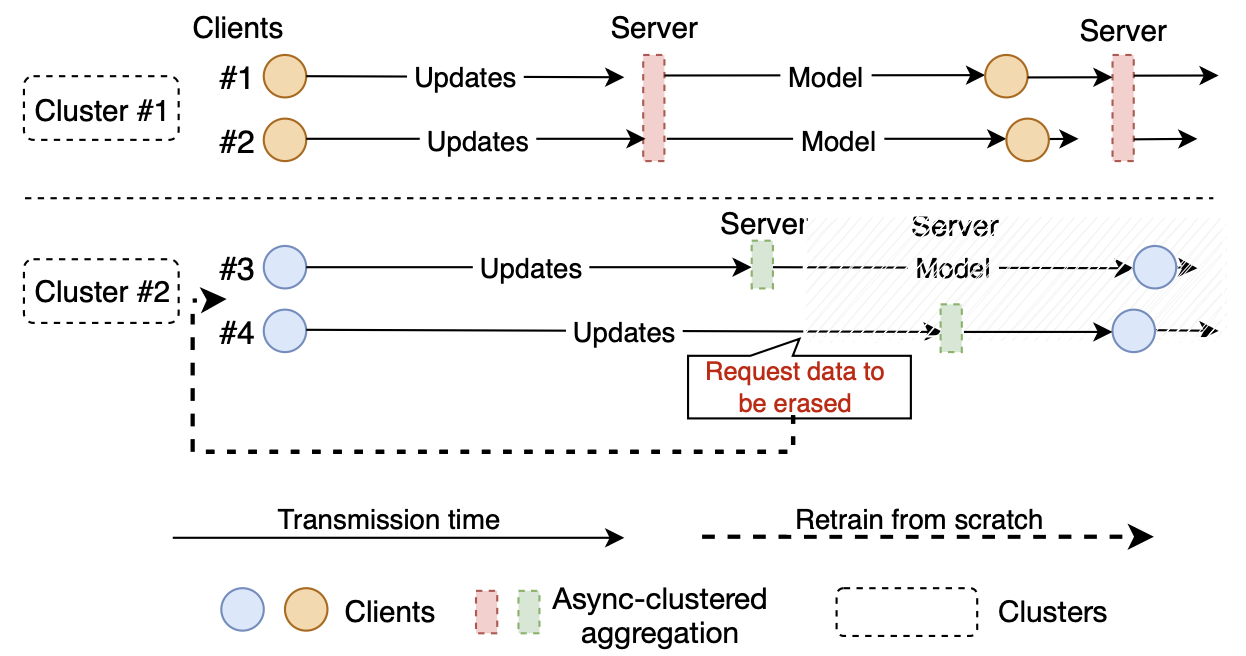 Clients
Server
Server
Cluster #1
#1
Updates
Model
#2
Updates
Model
Server
Server
Cluster #2
#3
Updates
Model
#4
Updates
Request data to
be erased
Transmission time
Retrain from scratch
Clients
Async-clustered
aggregation
Clusters